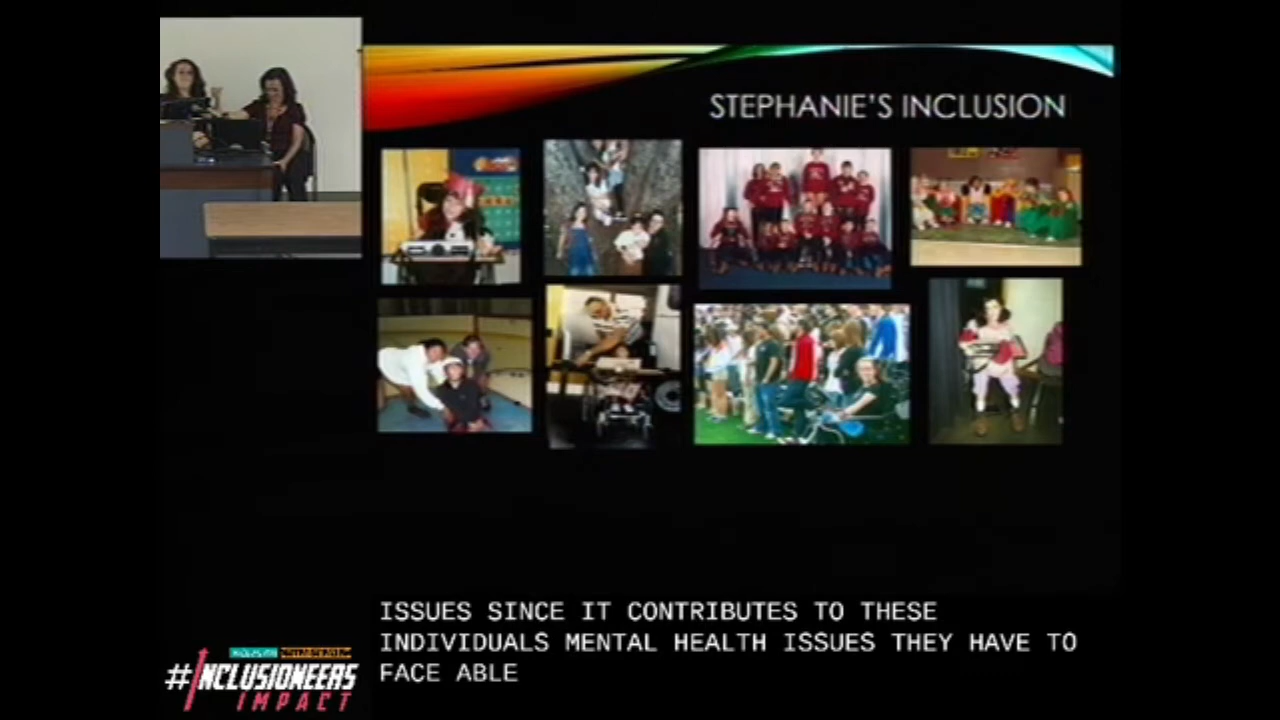 STEPHANIE'S INCLUSION
ISSUES SINCE IT CONTRIBUTES TO THESE
INDIVIDUALS MENTAL HEALTH ISSUES THEY HAVE TO
FACE ABLE
#INCLUSIONEERS
IMPACT